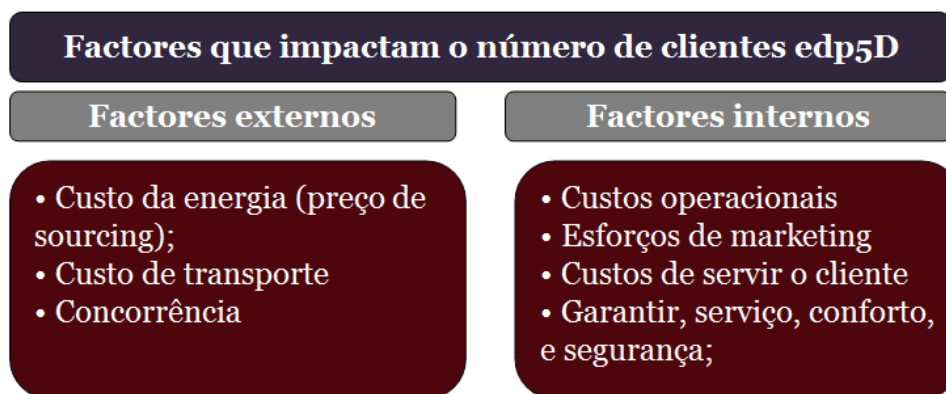 Factores que impactam o número de clientes edp5D
Factores externos
• Custo da energia (preço de
sourcing);
• Custo de transporte
• Concorrência
Factores internos
• Custos operacionais
• Esforços de marketing
• Custos de servir o cliente
• Garantir, serviço, conforto,
e segurança;